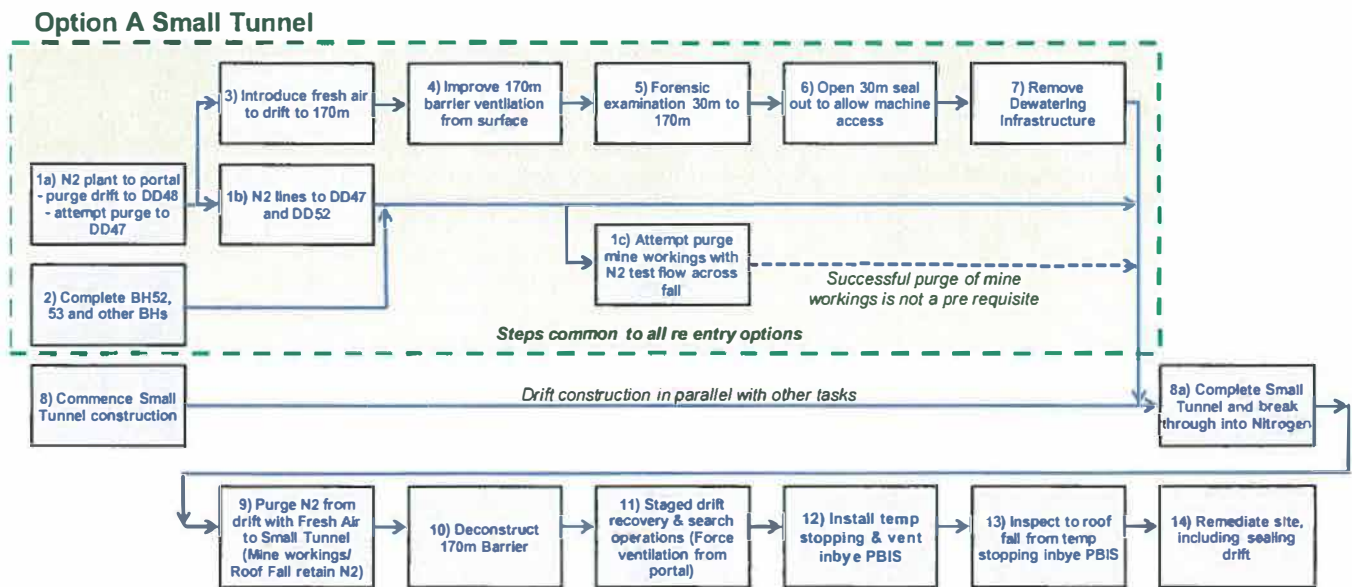 Option A Small Tunnel
3) Introduce fresh air
to drift to 170m
4) Improve 170m
barrier ventilation
from surface
5) Forensic
examination 30m to
170m
6) Open 30m seal
out to allow machine
access
7) Remove
Dewatering
Infrastructure
1a) N2 plant to portal
- purge drift to DD48
- attempt purge to
DD47
1b) N2 lines to DD47
and DD52
1c) Attempt purge
mine workings with
N2 test flow across
fall
Successful purge of mine
workings is not a pre requisite
2) Complete BH52,
53 and other BHs
Steps common to all re entry options
8) Commence Small
Tunnel construction
Drift construction in parallel with other tasks
8a) Complete Small
Tunnel and break
through into Nitrogen
9) Purge N2 from
drift with Fresh Air
to Small Tunnel
(Mine workings/
Roof Fall retain N2)
10) Deconstruct
170m Barrier
11) Staged drift
recovery & search
operations (Force
ventilation from
portal)
12) Install temp
stopping & vent
inbye PBIS
13) Inspect to roof
fall from temp
stopping inbye PBIS
14) Remediate site,
including sealing
drift